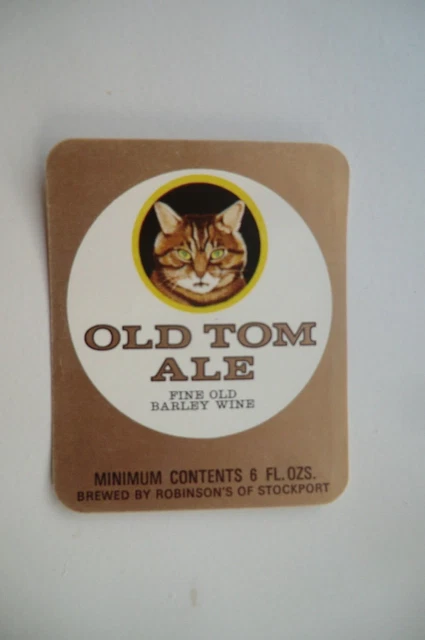 OLD TOM
ALE
FINE OLD
BARLEY WINE
MINIMUM CONTENTS 6 FL.OZS.
BREWED BY ROBINSON'S OF STOCKPORT